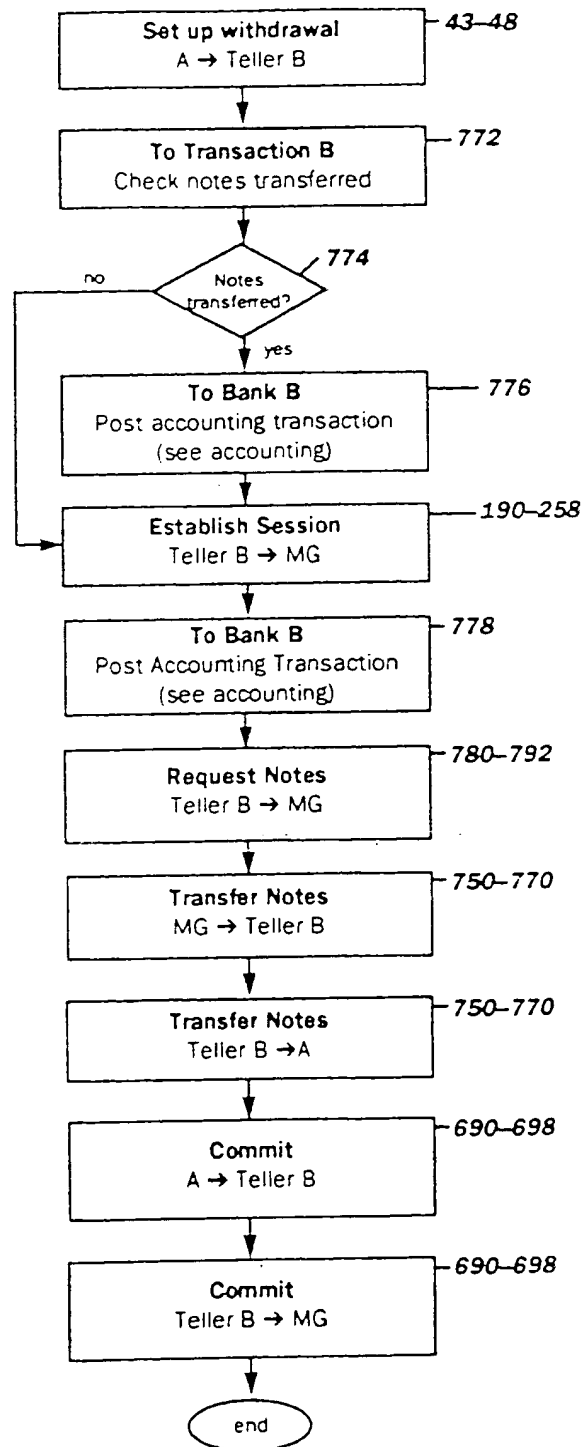 Set up withdrawal
A → Teller B
43–48
To Transaction B
Check notes transferred
772
Notes
transferred?
774
no
yes
To Bank B
Post accounting transaction
(see accounting)
776
Establish Session
Teller B → MG
190–258
To Bank B
Post Accounting Transaction
(see accounting)
778
Request Notes
Teller B → MG
780–792
Transfer Notes
MG → Teller B
750–770
Transfer Notes
Teller B →A
750–770
Commit
A → Teller B
690–698
Commit
Teller B → MG
690–698
end